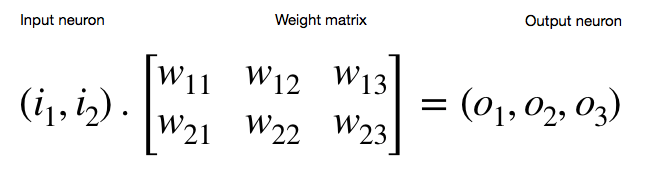 Input neuron Weight matrix Output neuron
(i₁, i₂) . [w₁₁ w₁₂ w₁₃
w₂₁ w₂₂ w₂₃] = (o₁, o₂, o₃)